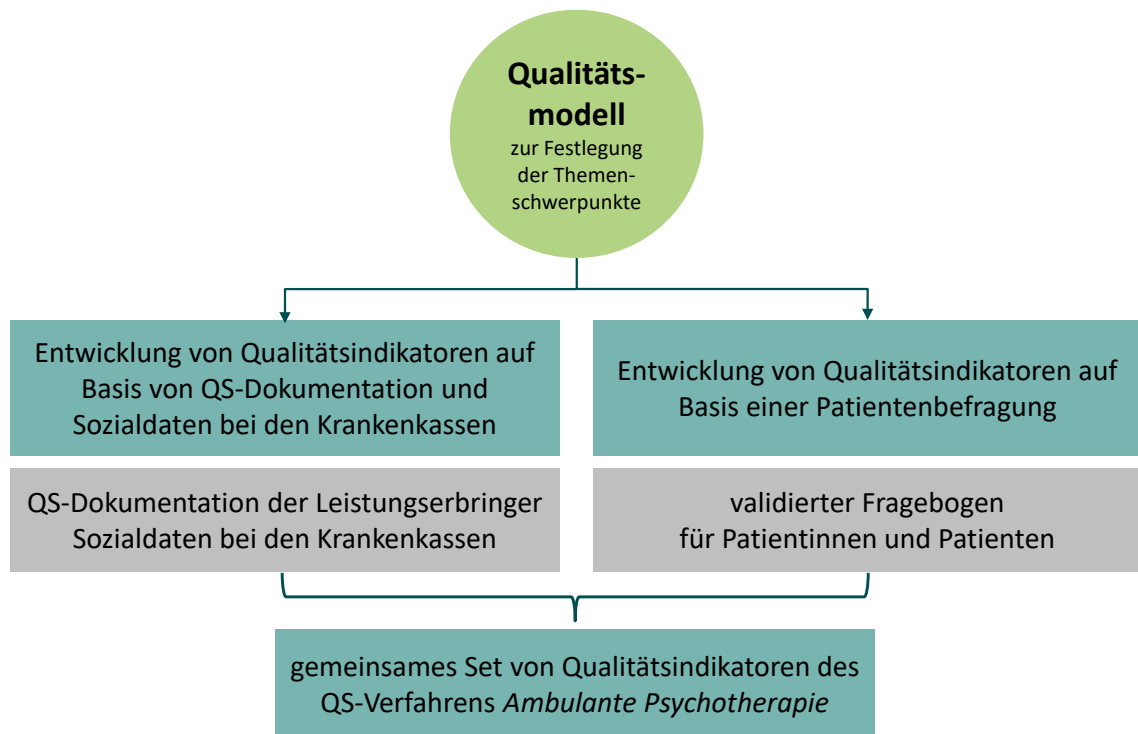 Qualitäts-
modell
zur Festlegung
der Themen-
schwerpunkte
Entwicklung von Qualitätsindikatoren auf
Basis von QS-Dokumentation und
Sozialdaten bei den Krankenkassen
Entwicklung von Qualitätsindikatoren auf
Basis einer Patientenbefragung
QS-Dokumentation der Leistungserbringer
Sozialdaten bei den Krankenkassen
validierter Fragebogen
für Patientinnen und Patienten
gemeinsames Set von Qualitätsindikatoren des
QS-Verfahrens Ambulante Psychotherapie